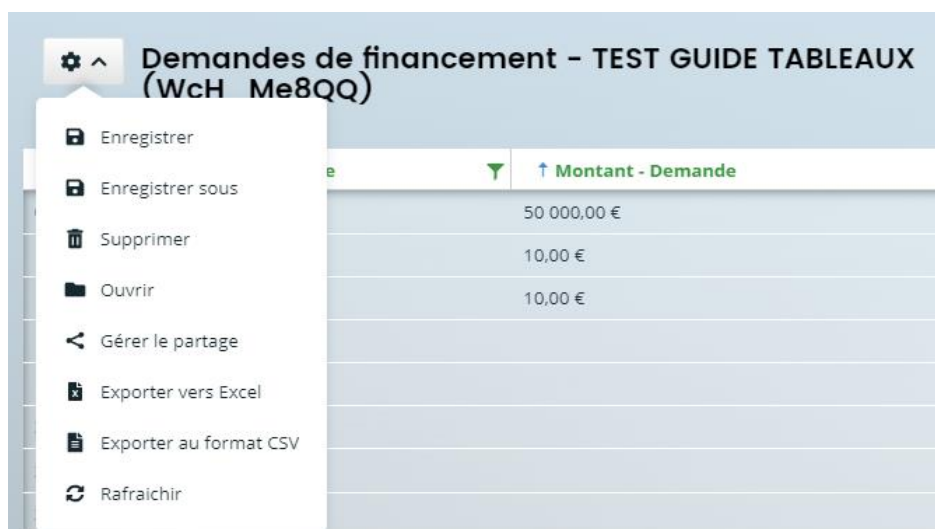 Demandes de financement - TEST GUIDE TABLEAUX
(WcH_Me8QQ)
Enregistrer
Enregistrer sous
Supprimer
Ouvrir
Gérer le partage
Exporter vers Excel
Exporter au format CSV
Rafraichir
e
↑ Montant - Demande
50 000,00 €
10,00 €
10,00 €